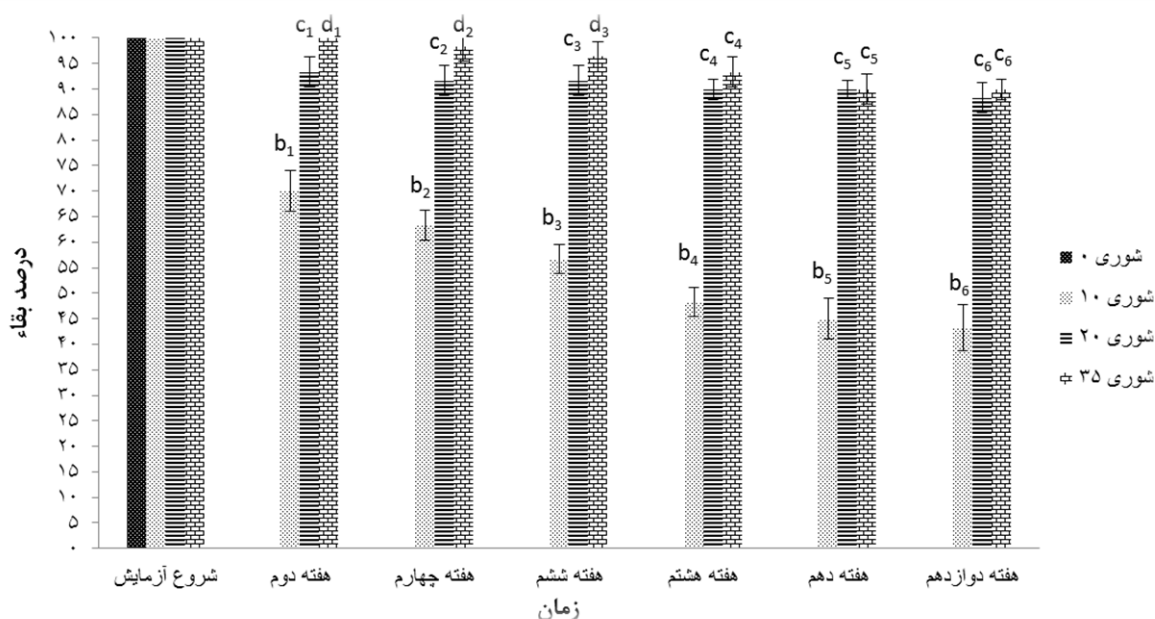 c₁ d₁ c₂ d₂ c₃ d₃ c₄ c₄ c₅ c₅ c₆ c₆
b₁ b₂ b₃ b₄ b₅ b₆
۱۰۰
۹۵
۹۰
۸۵
۸۰
۷۵
۷۰
۶۵
۶۰
۵۵
۵۰
۴۵
۴۰
۳۵
۳۰
۲۵
۲۰
۱۵
۱۰
۵
۰
درصد بقاء
شوری ۰
شوری ۱۰
شوری ۲۰
شوری ۳۵
شروع آزمایش
هفته دوم
هفته چهارم
هفته ششم
هفته هشتم
هفته دهم
هفته دوازدهم
زمان